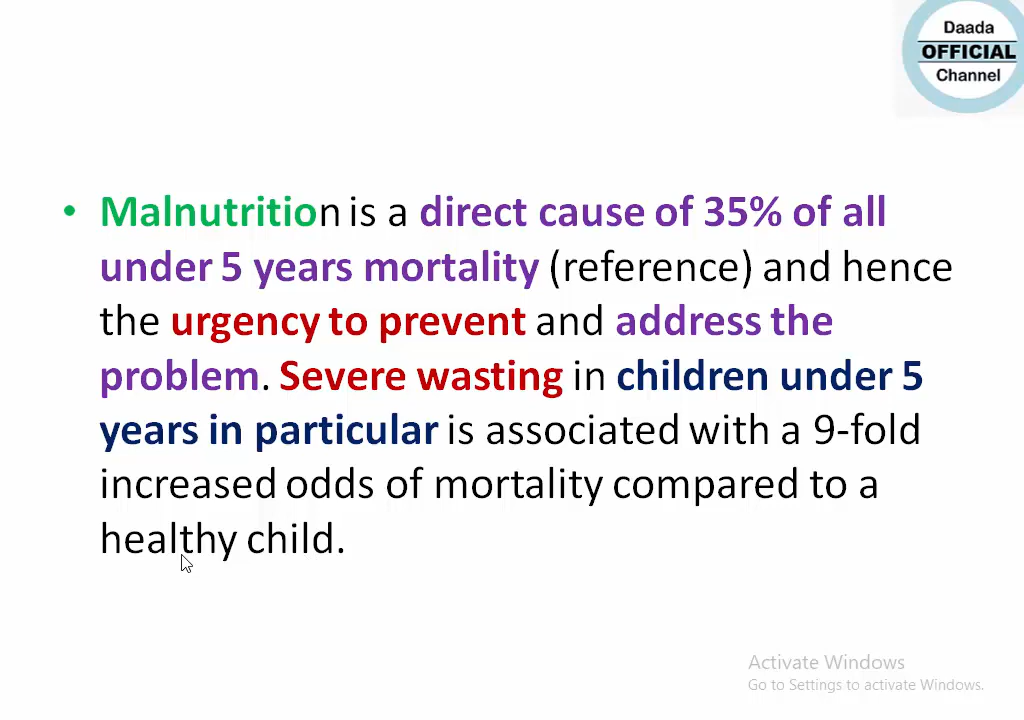 Daada
OFFICIAL
Channel
• Malnutrition is a direct cause of 35% of all
under 5 years mortality (reference) and hence
the urgency to prevent and address the
problem. Severe wasting in children under 5
years in particular is associated with a 9-fold
increased odds of mortality compared to a
healthy child.
Activate Windows
Go to Settings to activate Windows.